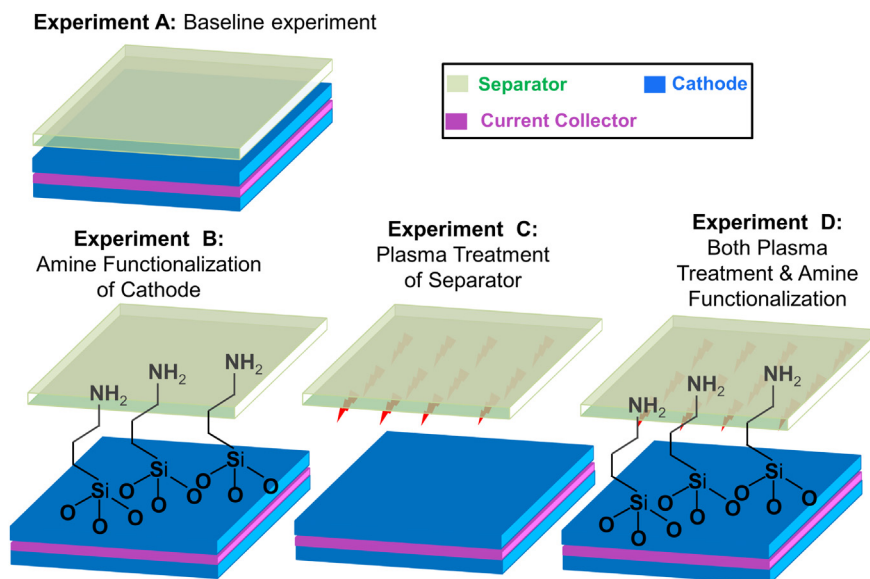 Experiment A: Baseline experiment
Separator
Cathode
Current Collector
Experiment B:
Amine Functionalization
of Cathode
Experiment C:
Plasma Treatment
of Separator
Experiment D:
Both Plasma
Treatment & Amine
Functionalization
NH2
NH2
NH2
Si
O
O
O
Si
O
O
O
Si
O
O
O
NH2
NH2
NH2
Si
O
O
O
Si
O
O
O
Si
O
O
O